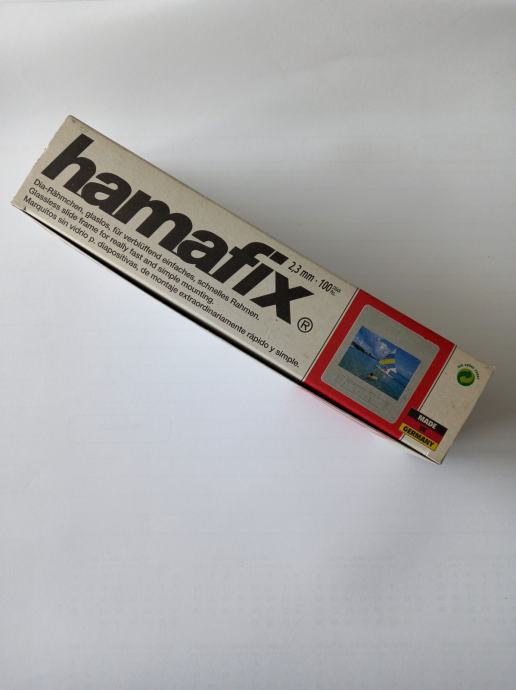 hamafix®
2,3 mm · 100 Stück
Dia-Rähmchen, glaslos, für verblüffend einfaches, schnelles Rahmen.
Glassless slide frame for really fast and simple mounting.
Marquitos sin vidrio p. diapositivas, de montaje extraordinariamente rápido y simple.
MADE
IN
GERMANY